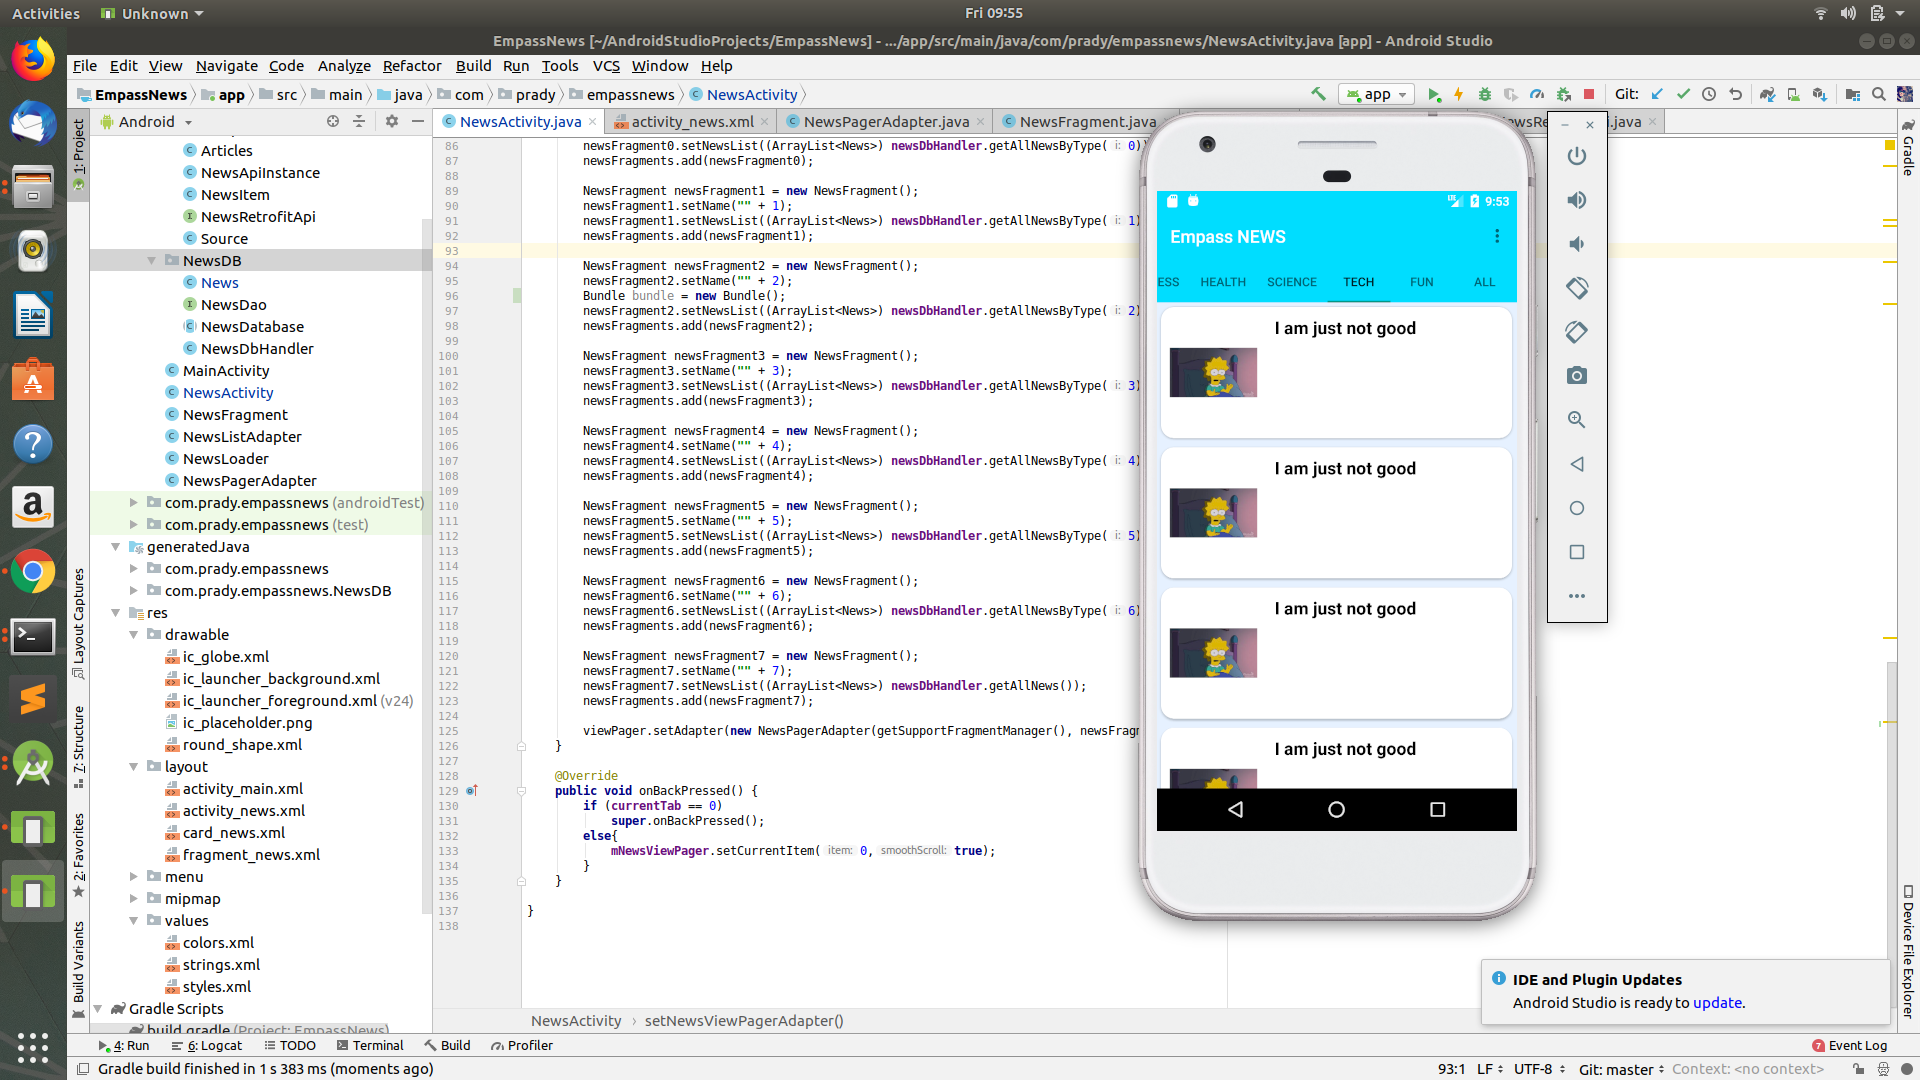 Activities Unknown Fri 09:55
EmpassNews [~/AndroidStudioProjects/EmpassNews] - .../app/src/main/java/com/prady/empassnews/NewsActivity.java [app] - Android Studio
File Edit View Navigate Code Analyze Refactor Build Run Tools VCS Window Help
EmpassNews app src main java com prady empassnews NewsActivity app Git:
Android
NewsActivity.java activity_news.xml NewsPagerAdapter.java NewsFragment.java .java
1: Project
Layout Captures
7: Structure
2: Favorites
Build Variants
Articles
NewsApiInstance
NewsItem
NewsRetrofitApi
Source
NewsDB
News
NewsDao
NewsDatabase
NewsDbHandler
MainActivity
NewsActivity
NewsFragment
NewsListAdapter
NewsLoader
NewsPagerAdapter
com.prady.empassnews (androidTest)
com.prady.empassnews (test)
generatedJava
com.prady.empassnews
com.prady.empassnews.NewsDB
res
drawable
ic_globe.xml
ic_launcher_background.xml
ic_launcher_foreground.xml (v24)
ic_placeholder.png
round_shape.xml
layout
activity_main.xml
activity_news.xml
card_news.xml
fragment_news.xml
menu
mipmap
values
colors.xml
strings.xml
styles.xml
Gradle Scripts
build.gradle (Project: EmpassNews)
86 newsFragment0.setNewsList((ArrayList<News>) newsDbHandler.getAllNewsByType( i: 0))
87 newsFragments.add(newsFragment0);
88
89 NewsFragment newsFragment1 = new NewsFragment();
90 newsFragment1.setName("" + 1);
91 newsFragment1.setNewsList((ArrayList<News>) newsDbHandler.getAllNewsByType( i: 1)
92 newsFragments.add(newsFragment1);
93
94 NewsFragment newsFragment2 = new NewsFragment();
95 newsFragment2.setName("" + 2);
96 Bundle bundle = new Bundle();
97 newsFragment2.setNewsList((ArrayList<News>) newsDbHandler.getAllNewsByType( i: 2)
98 newsFragments.add(newsFragment2);
99
100 NewsFragment newsFragment3 = new NewsFragment();
101 newsFragment3.setName("" + 3);
102 newsFragment3.setNewsList((ArrayList<News>) newsDbHandler.getAllNewsByType( i: 3)
103 newsFragments.add(newsFragment3);
104
105 NewsFragment newsFragment4 = new NewsFragment();
106 newsFragment4.setName("" + 4);
107 newsFragment4.setNewsList((ArrayList<News>) newsDbHandler.getAllNewsByType( i: 4)
108 newsFragments.add(newsFragment4);
109
110 NewsFragment newsFragment5 = new NewsFragment();
111 newsFragment5.setName("" + 5);
112 newsFragment5.setNewsList((ArrayList<News>) newsDbHandler.getAllNewsByType( i: 5)
113 newsFragments.add(newsFragment5);
114
115 NewsFragment newsFragment6 = new NewsFragment();
116 newsFragment6.setName("" + 6);
117 newsFragment6.setNewsList((ArrayList<News>) newsDbHandler.getAllNewsByType( i: 6)
118 newsFragments.add(newsFragment6);
119
120 NewsFragment newsFragment7 = new NewsFragment();
121 newsFragment7.setName("" + 7);
122 newsFragment7.setNewsList((ArrayList<News>) newsDbHandler.getAllNews());
123 newsFragments.add(newsFragment7);
124
125 viewPager.setAdapter(new NewsPagerAdapter(getSupportFragmentManager(), newsFragm
126 }
127
128 @Override
129 public void onBackPressed() {
130 if (currentTab == 0)
131 super.onBackPressed();
132 else{
133 mNewsViewPager.setCurrentItem( item: 0, smoothScroll: true);
134 }
135 }
136
137 }
138
LTE 9:53
Empass NEWS
ESS HEALTH SCIENCE TECH FUN ALL
I am just not good
I am just not good
I am just not good
I am just not good
Gradle
Device File Explorer
IDE and Plugin Updates
Android Studio is ready to update.
NewsActivity › setNewsViewPagerAdapter()
4: Run 6: Logcat TODO Terminal Build Profiler 7 Event Log
Gradle build finished in 1 s 383 ms (moments ago) 93:1 LF UTF-8 Git: master Context: <no context>